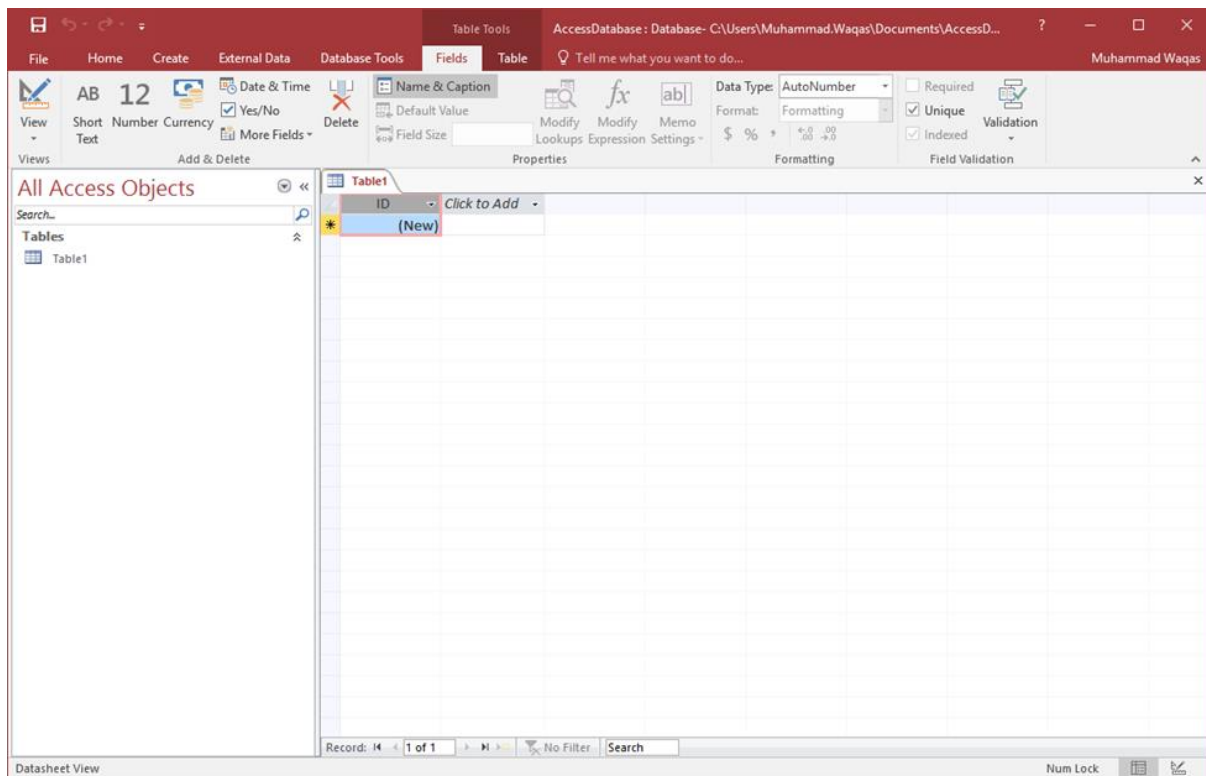 Table Tools AccessDatabase : Database- C:\Users\Muhammad.Waqas\Documents\AccessD... ?
File Home Create External Data Database Tools Fields Table Tell me what you want to do... Muhammad Waqas
View
Views
AB Short Text
12 Number
Currency
Date & Time
Yes/No
More Fields
Delete
Add & Delete
Name & Caption
Default Value
Field Size
Modify Lookups
fx Modify Expression
ab Memo Settings
Properties
Data Type: AutoNumber
Format: Formatting
$ % , .00 .00
Formatting
Required
Unique
Indexed
Validation
Field Validation
All Access Objects «
Search...
Tables
Table1
Table1
ID Click to Add
(New)
Record: 1 of 1 No Filter Search
Datasheet View Num Lock